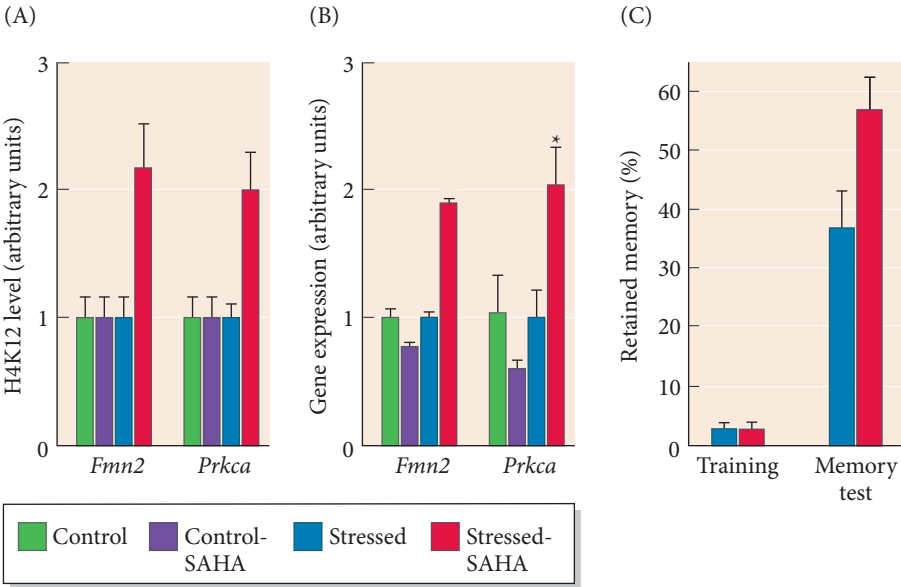 (A)
H4K12 level (arbitrary units)
3
2
1
0
Fmn2
Prkca
(B)
Gene expression (arbitrary units)
3
2
1
0
*
Fmn2
Prkca
(C)
Retained memory (%)
60
50
40
30
20
10
0
Training
Memory
test
Control
Control-
SAHA
Stressed
Stressed-
SAHA